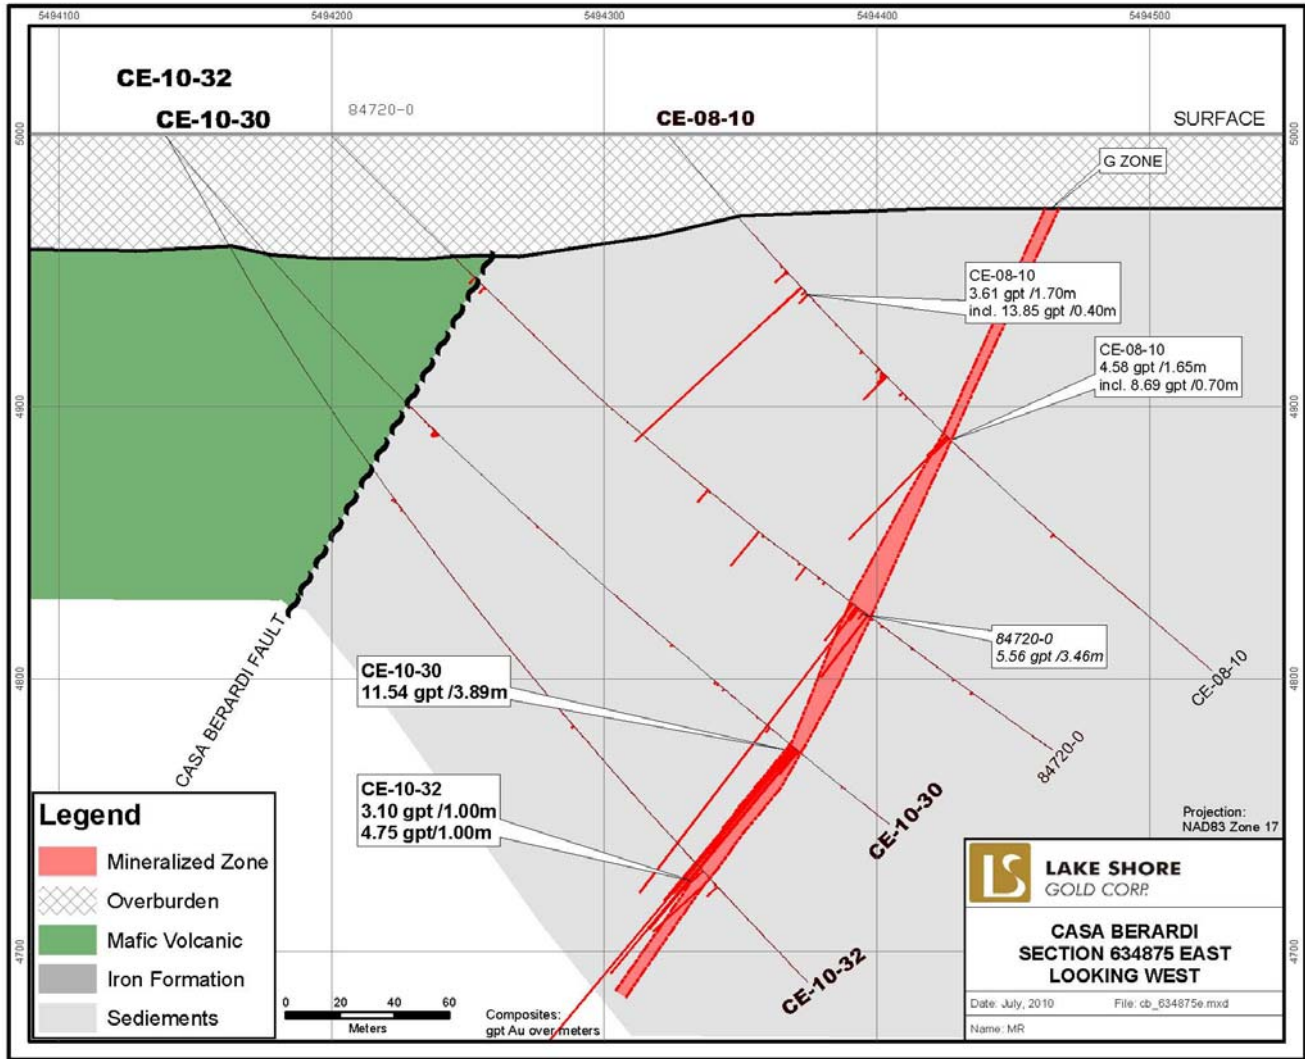 5494100
5494200
5494300
5494400
5494500
CE-10-32
CE-10-30
84720-0
CE-08-10
SURFACE
5000
5000
G ZONE
CE-08-10
3.61 gpt /1.70m
incl. 13.85 gpt /0.40m
CE-08-10
4.58 gpt /1.65m
incl. 8.69 gpt /0.70m
4900
4900
84720-0
5.56 gpt /3.46m
CE-10-30
11.54 gpt /3.89m
4800
4800
CE-08-10
84720-0
CASA BERARDI FAULT
CE-10-32
3.10 gpt /1.00m
4.75 gpt/1.00m
CE-10-30
CE-10-32
4700
4700
Legend
Mineralized Zone
Overburden
Mafic Volcanic
Iron Formation
Sediements
0 20 40 60
Meters
Composites:
gpt Au over meters
Projection:
NAD83 Zone 17
LS
LAKE SHORE
GOLD CORP.
CASA BERARDI
SECTION 634875 EAST
LOOKING WEST
Date: July, 2010 File: cb_634875e.mxd
Name: MR